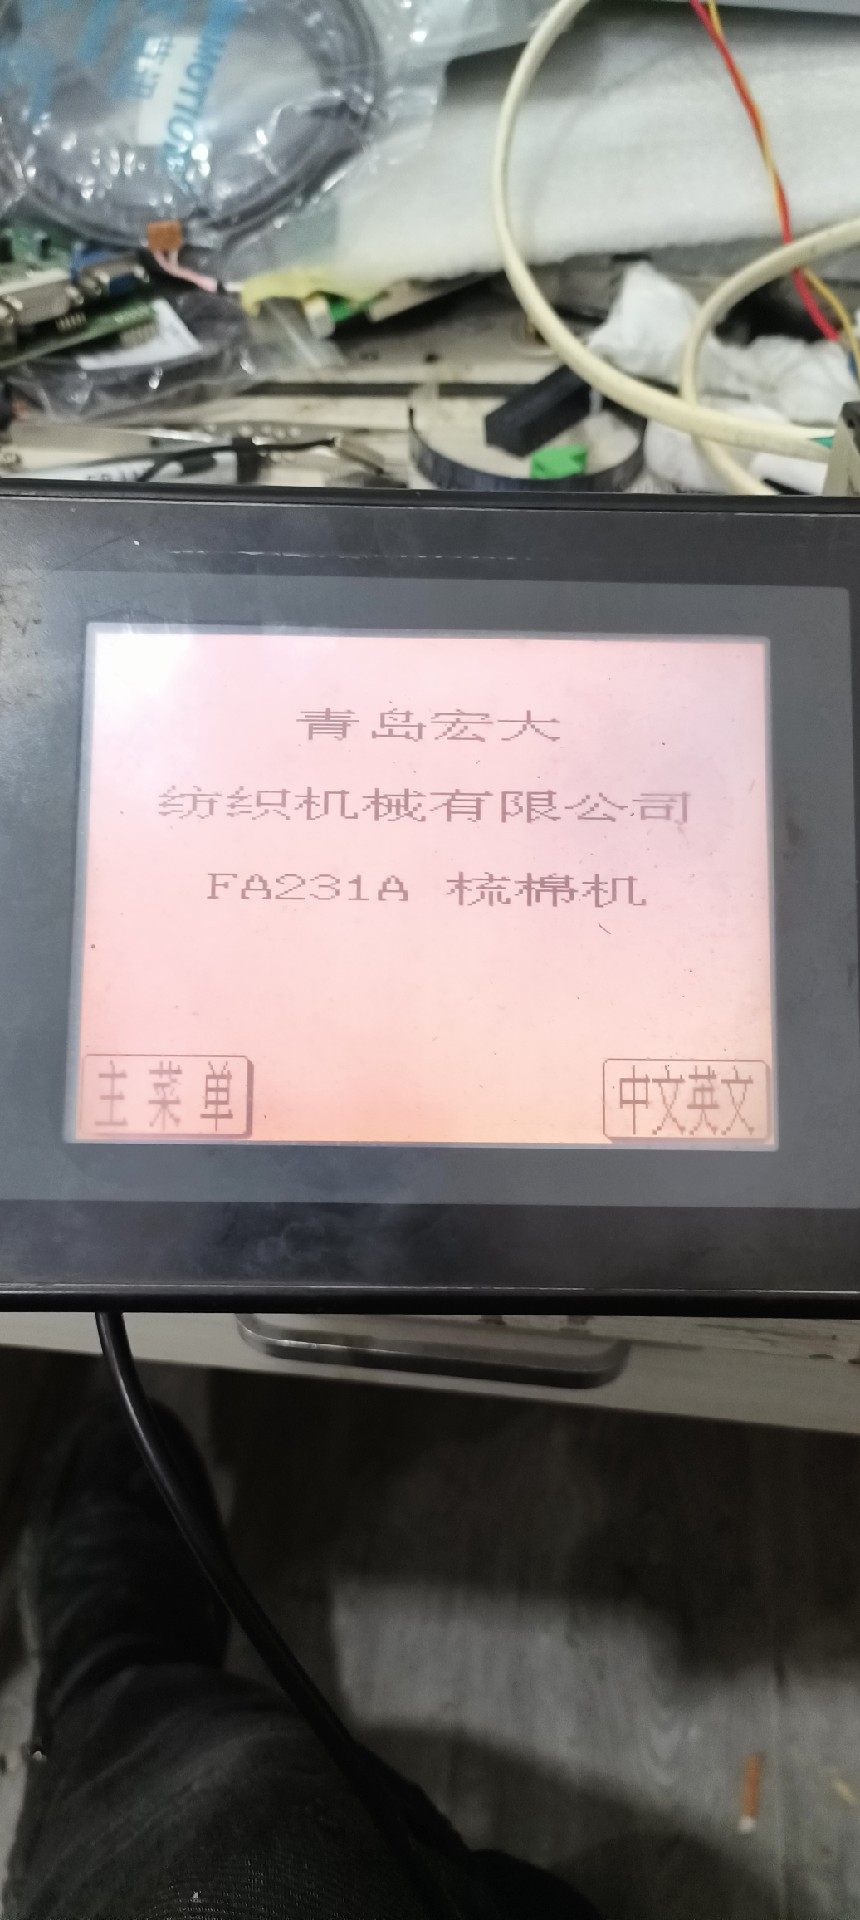 青岛宏大
纺织机械有限公司
FA231A 梳棉机
主菜单
中文英文